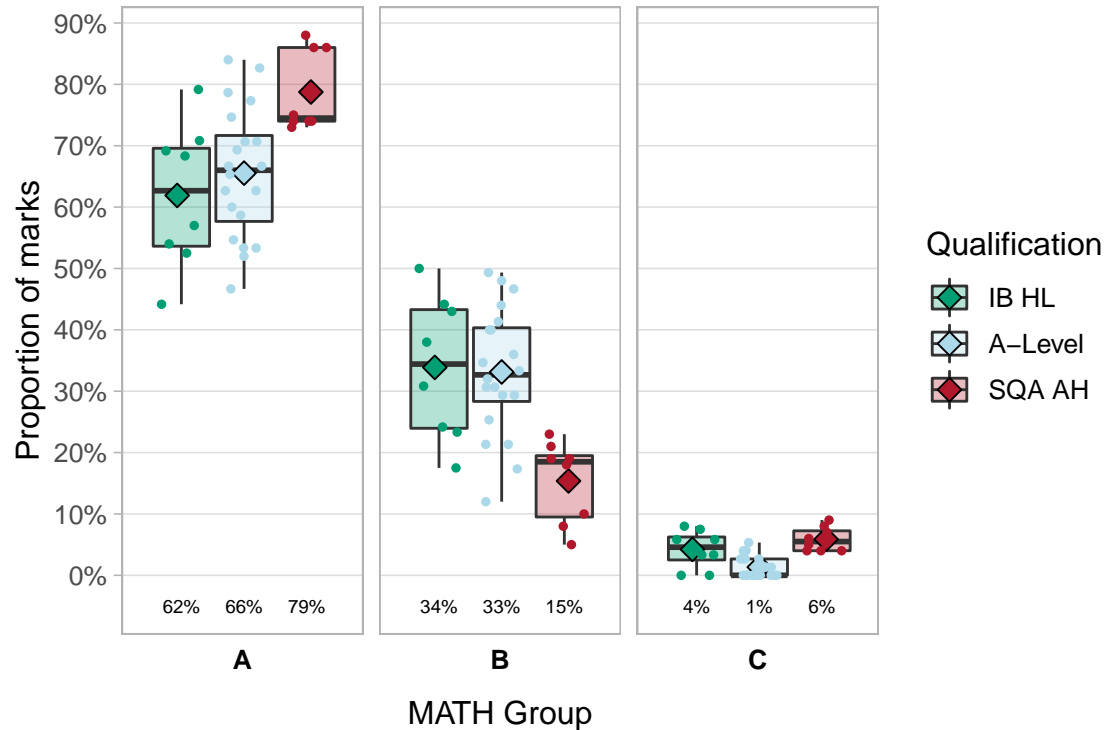 Proportion of marks
90%
80%
70%
60%
50%
40%
30%
20%
10%
0%
62% 66% 79%
34% 33% 15%
4% 1% 6%
A
B
C
MATH Group
Qualification
IB HL
A−Level
SQA AH